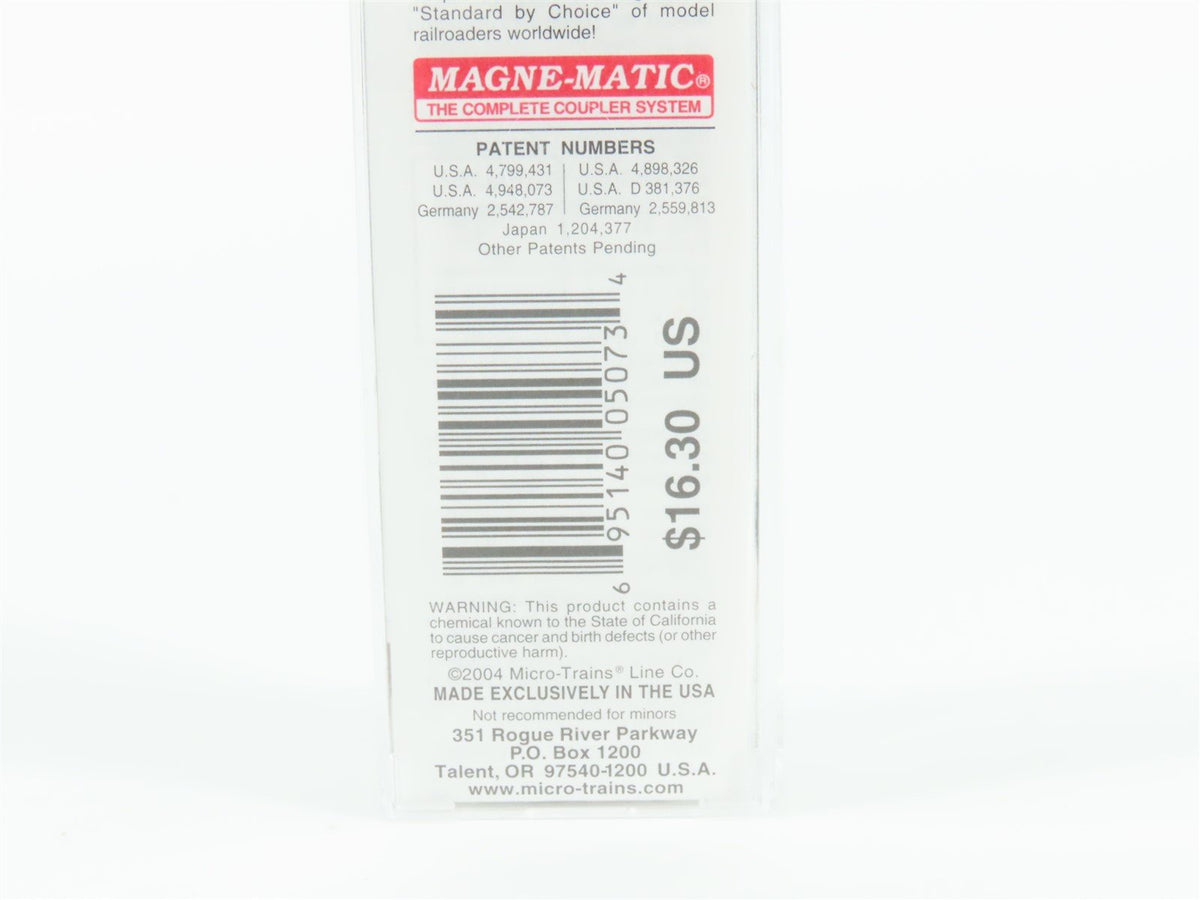 "Standard by Choice" of model
railroaders worldwide!
MAGNE-MATIC®
THE COMPLETE COUPLER SYSTEM
PATENT NUMBERS
U.S.A. 4,799,431 | U.S.A. 4,898,326
U.S.A. 4,948,073 | U.S.A. D 381,376
Germany 2,542,787 | Germany 2,559,813
Japan 1,204,377
Other Patents Pending
6 95140 05073 4
$16.30 US
WARNING: This product contains a
chemical known to the State of California
to cause cancer and birth defects (or other
reproductive harm).
©2004 Micro-Trains® Line Co.
MADE EXCLUSIVELY IN THE USA
Not recommended for minors
351 Rogue River Parkway
P.O. Box 1200
Talent, OR 97540-1200 U.S.A.
www.micro-trains.com